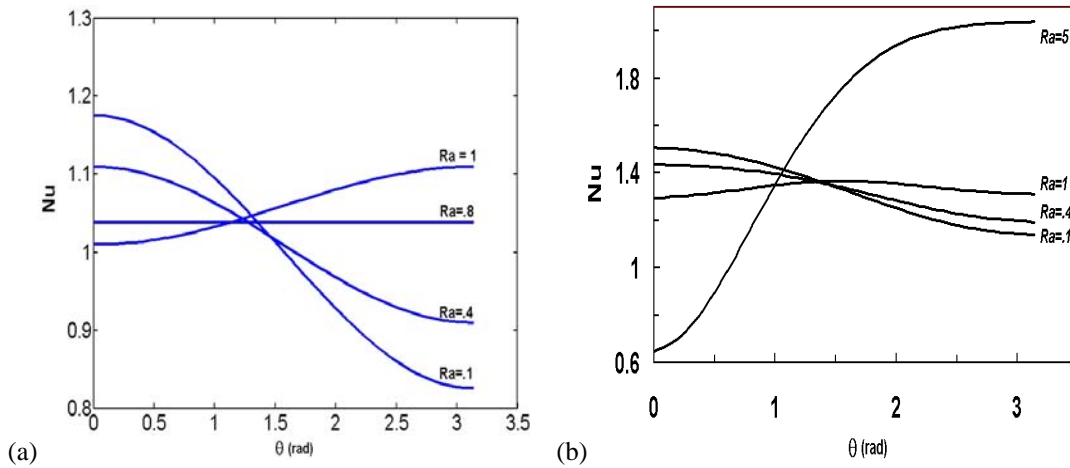 1.3
1.2
Nu
1.1
1
0.9
0.8
Ra = 1
Ra=.8
Ra=.4
Ra=.1
0 0.5 1 1.5 2 2.5 3 3.5
θ (rad)
(a)
Ra=5
1.8
Nu
1.4
1
0.6
Ra=1
Ra=.4
Ra=.1
0 1 2 3
θ (rad)
(b)